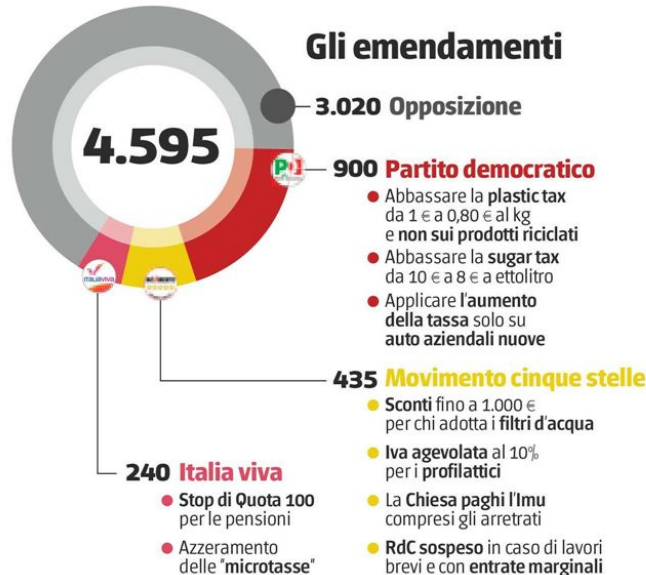 Gli emendamenti
4.595
3.020 Opposizione
PD
900 Partito democratico
● Abbassare la plastic tax
da 1 € a 0,80 € al kg
e non sui prodotti riciclati
● Abbassare la sugar tax
da 10 € a 8 € a ettolitro
● Applicare l'aumento
della tassa solo su
auto aziendali nuove
ITALIAVIVA
435 Movimento cinque stelle
● Sconti fino a 1.000 €
per chi adotta i filtri d'acqua
● Iva agevolata al 10%
per i profilattici
● La Chiesa paghi l'Imu
compresi gli arretrati
● RdC sospeso in caso di lavori
brevi e con entrate marginali
240 Italia viva
● Stop di Quota 100
per le pensioni
● Azzeramento
delle "microtasse"